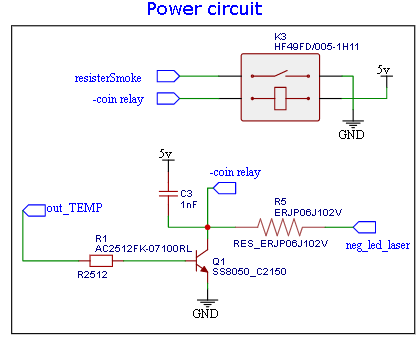 Power circuit
K3
HF49FD/005-1H11
resisterSmoke
5v
-coin relay
GND
5v
-coin relay
C3
1nF
R5
ERJP06J102V
out_TEMP
R1
AC2512FK-07100RL
RES_ERJP06J102V
neg_led_laser
Q1
R2512
SS8050_C2150
GND